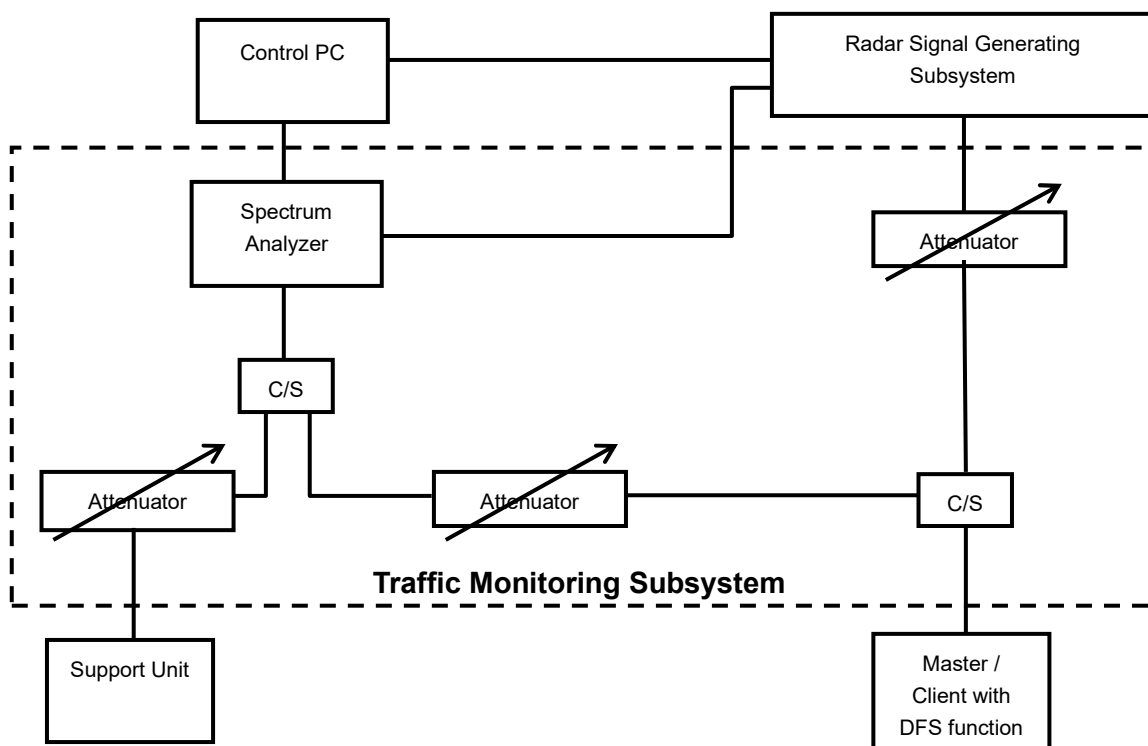 Control PC
Radar Signal Generating
Subsystem
Spectrum
Analyzer
Attenuator
C/S
Attenuator
Attenuator
C/S
Traffic Monitoring Subsystem
Support Unit
Master /
Client with
DFS function